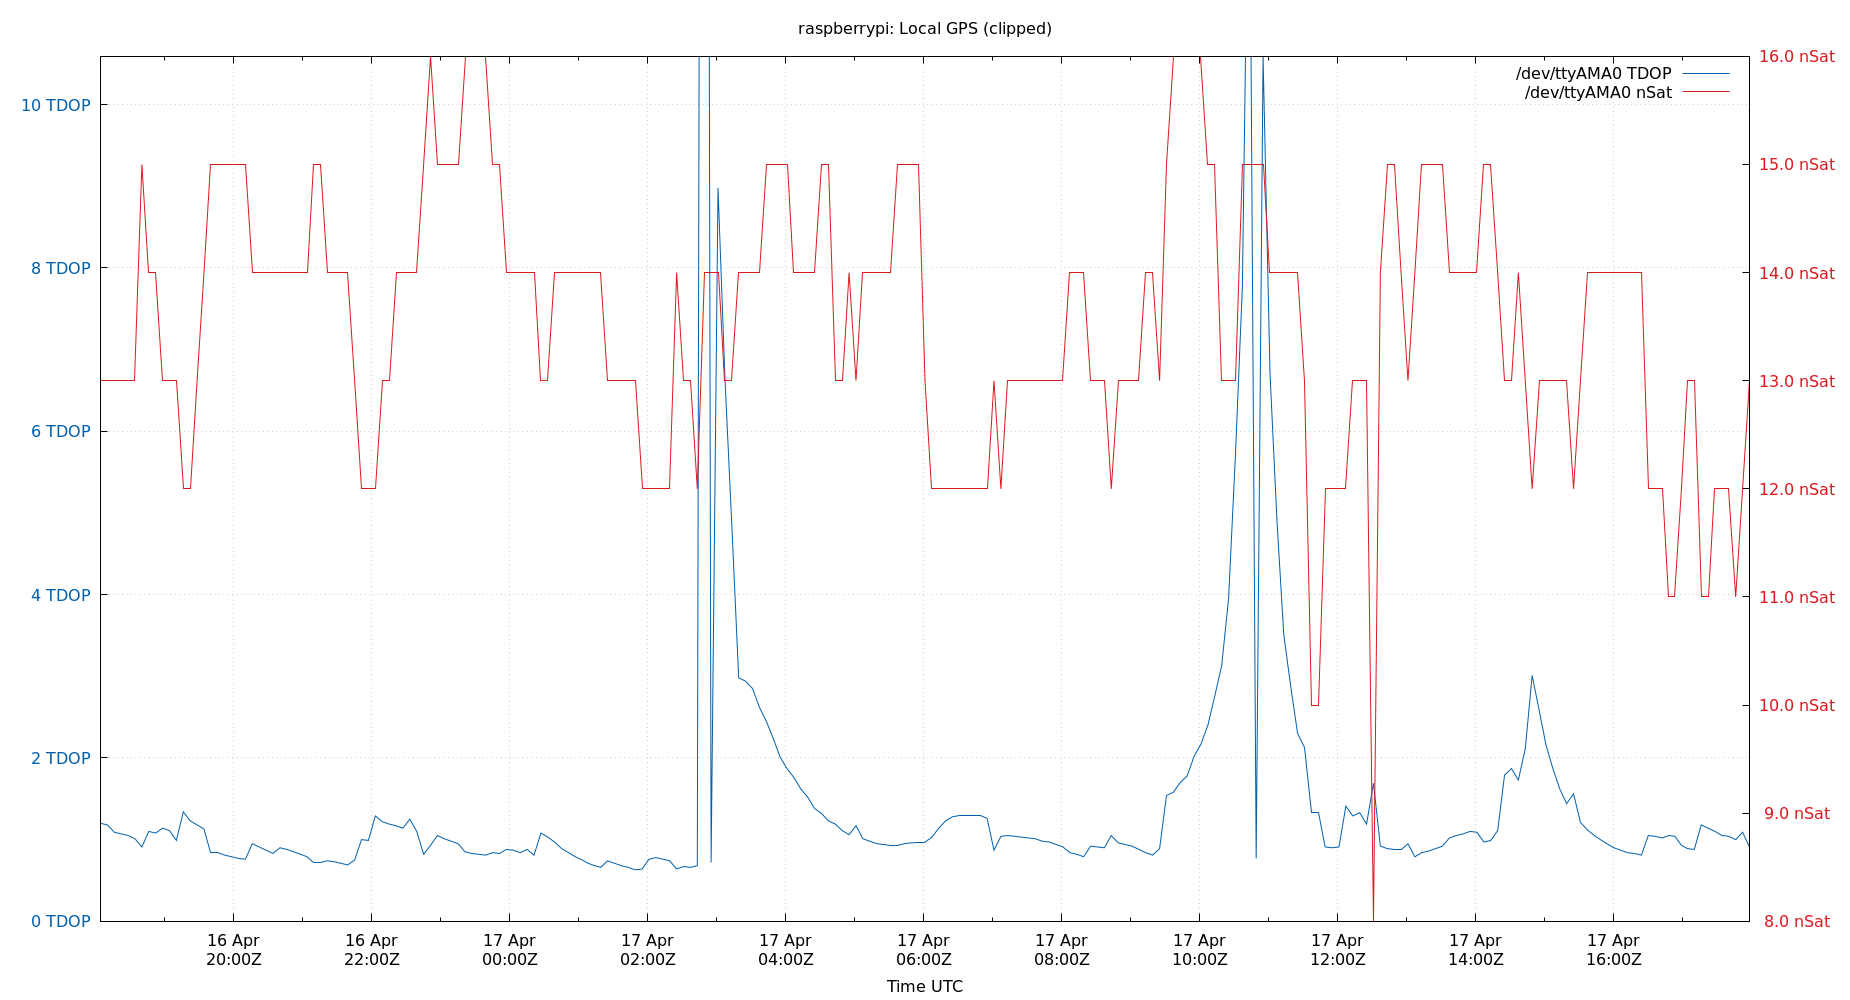 raspberrypi: Local GPS (clipped)
/dev/ttyAMA0 TDOP
/dev/ttyAMA0 nSat
10 TDOP
8 TDOP
6 TDOP
4 TDOP
2 TDOP
0 TDOP
16.0 nSat
15.0 nSat
14.0 nSat
13.0 nSat
12.0 nSat
11.0 nSat
10.0 nSat
9.0 nSat
8.0 nSat
16 Apr
20:00Z
16 Apr
22:00Z
17 Apr
00:00Z
17 Apr
02:00Z
17 Apr
04:00Z
17 Apr
06:00Z
17 Apr
08:00Z
17 Apr
10:00Z
17 Apr
12:00Z
17 Apr
14:00Z
17 Apr
16:00Z
Time UTC